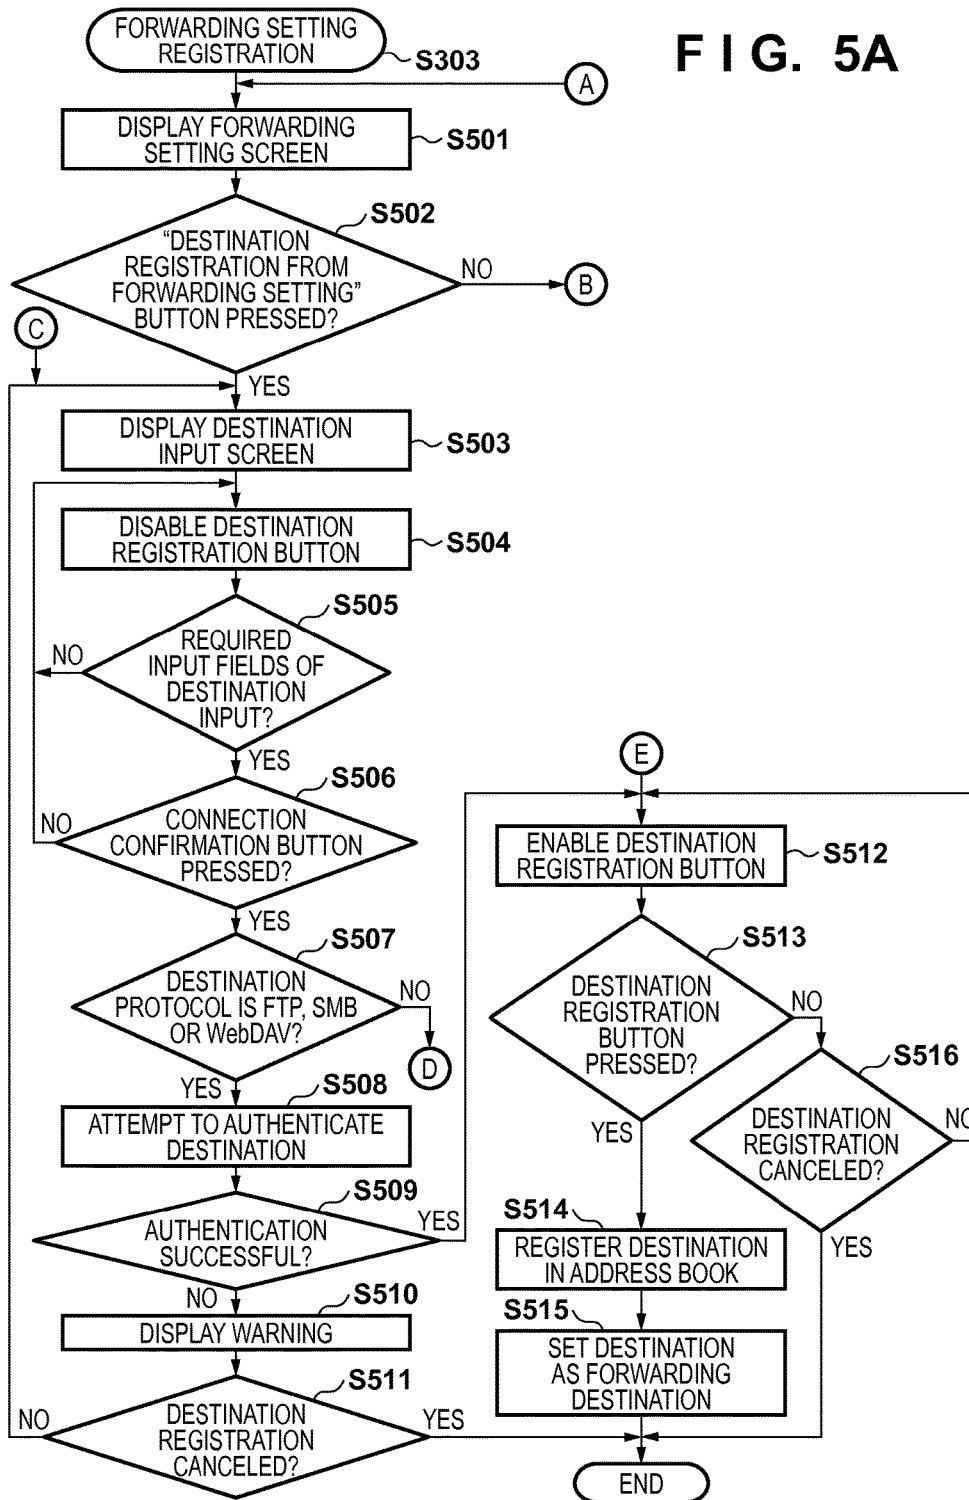 FORWARDING SETTING
REGISTRATION
S303
F I G. 5A
A
DISPLAY FORWARDING
SETTING SCREEN
S501
S502
“DESTINATION
REGISTRATION FROM
FORWARDING SETTING”
BUTTON PRESSED?
NO
B
C
YES
DISPLAY DESTINATION
INPUT SCREEN
S503
DISABLE DESTINATION
REGISTRATION BUTTON
S504
S505
REQUIRED
INPUT FIELDS OF
DESTINATION
INPUT?
NO
YES
S506
CONNECTION
CONFIRMATION BUTTON
PRESSED?
NO
YES
S507
DESTINATION
PROTOCOL IS FTP, SMB
OR WebDAV?
NO
D
YES
S508
ATTEMPT TO AUTHENTICATE
DESTINATION
S509
AUTHENTICATION
SUCCESSFUL?
YES
NO
S510
DISPLAY WARNING
S511
DESTINATION
REGISTRATION
CANCELED?
NO
YES
E
ENABLE DESTINATION
REGISTRATION BUTTON
S512
S513
DESTINATION
REGISTRATION
BUTTON
PRESSED?
NO
YES
S516
DESTINATION
REGISTRATION
CANCELED?
NO
YES
S514
REGISTER DESTINATION
IN ADDRESS BOOK
S515
SET DESTINATION
AS FORWARDING
DESTINATION
END